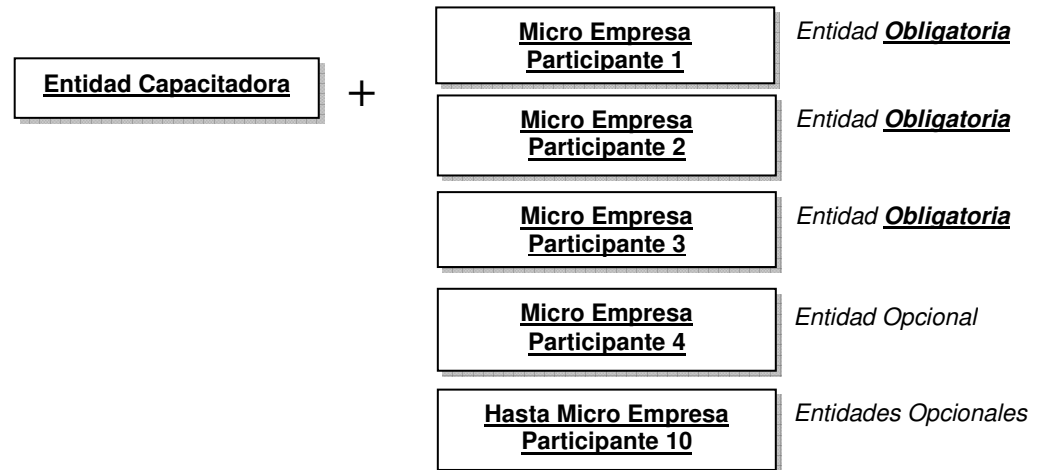 Micro Empresa
Participante 1
Entidad Obligatoria
Entidad Capacitadora
+
Micro Empresa
Participante 2
Entidad Obligatoria
Micro Empresa
Participante 3
Entidad Obligatoria
Micro Empresa
Participante 4
Entidad Opcional
Hasta Micro Empresa
Participante 10
Entidades Opcionales